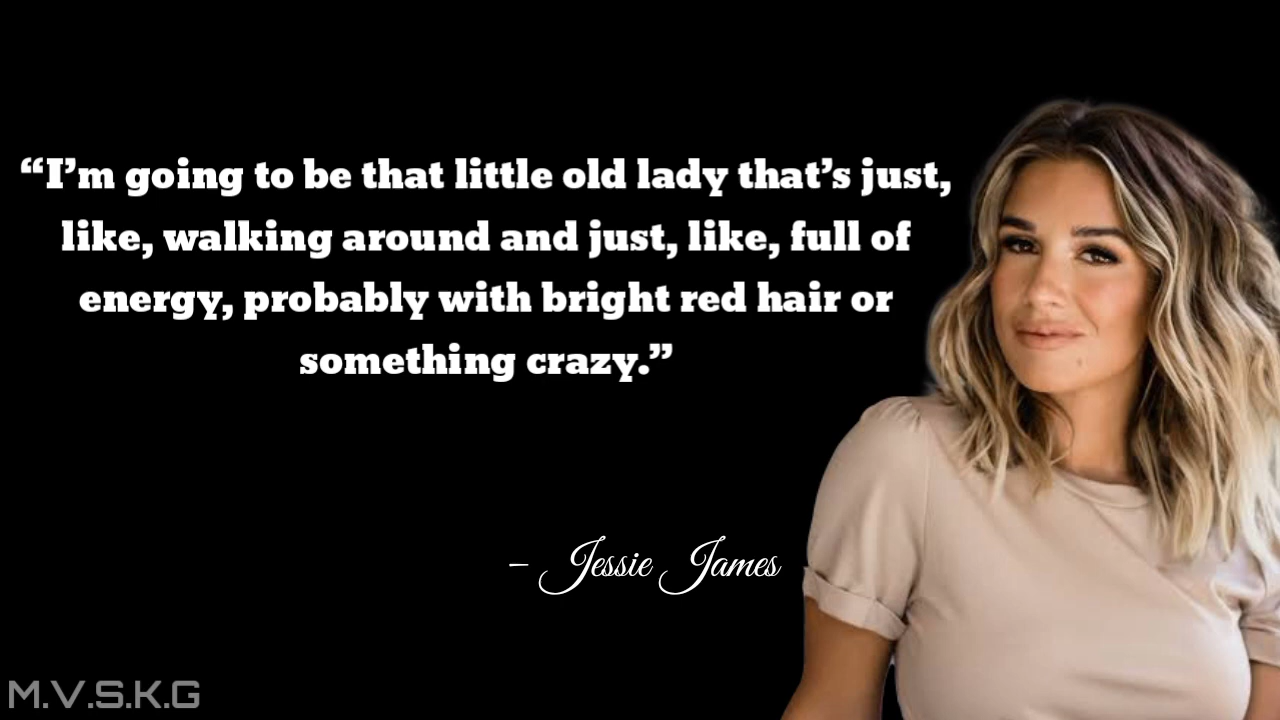 “I’m going to be that little old lady that’s just,
like, walking around and just, like, full of
energy, probably with bright red hair or
something crazy.”
– Jessie James
M.V.S.K.G